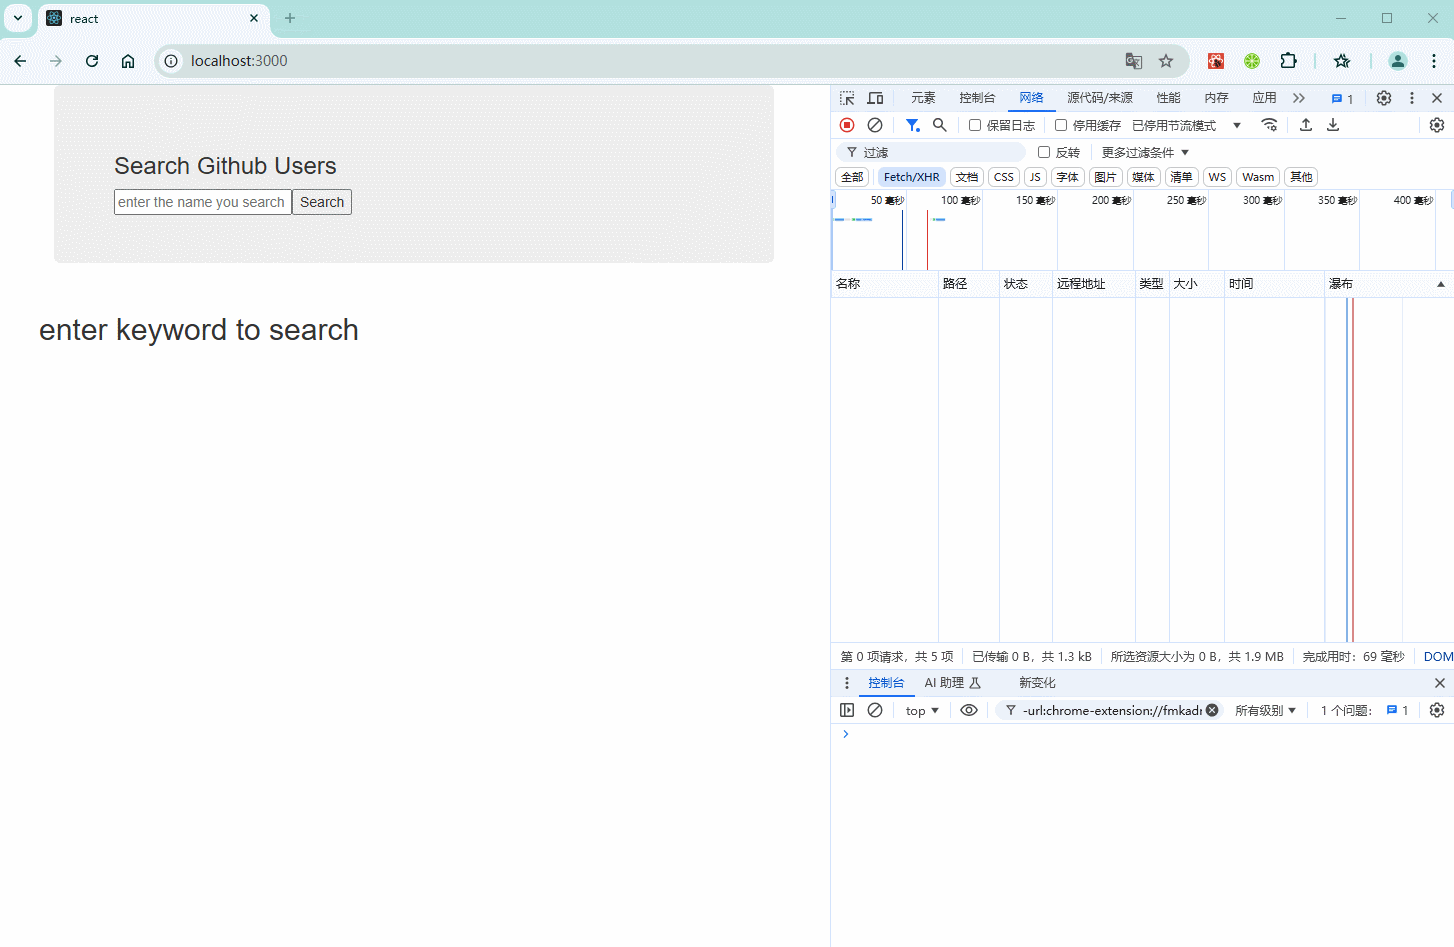 react
localhost:3000
Search Github Users
enter the name you search
Search
enter keyword to search
元素 控制台 网络 源代码/来源 性能 内存 应用 1
保留日志 停用缓存 已停用节流模式
过滤 反转 更多过滤条件
全部 Fetch/XHR 文档 CSS JS 字体 图片 媒体 清单 WS Wasm 其他
50 毫秒 100 毫秒 150 毫秒 200 毫秒 250 毫秒 300 毫秒 350 毫秒 400 毫秒
名称 路径 状态 远程地址 类型 大小 时间 瀑布
第 0 项请求，共 5 项 已传输 0 B，共 1.3 kB 所选资源大小为 0 B，共 1.9 MB 完成用时：69 毫秒 DOM
控制台 AI 助理 新变化
top -url:chrome-extension://fmkadr 所有级别 1 个问题： 1